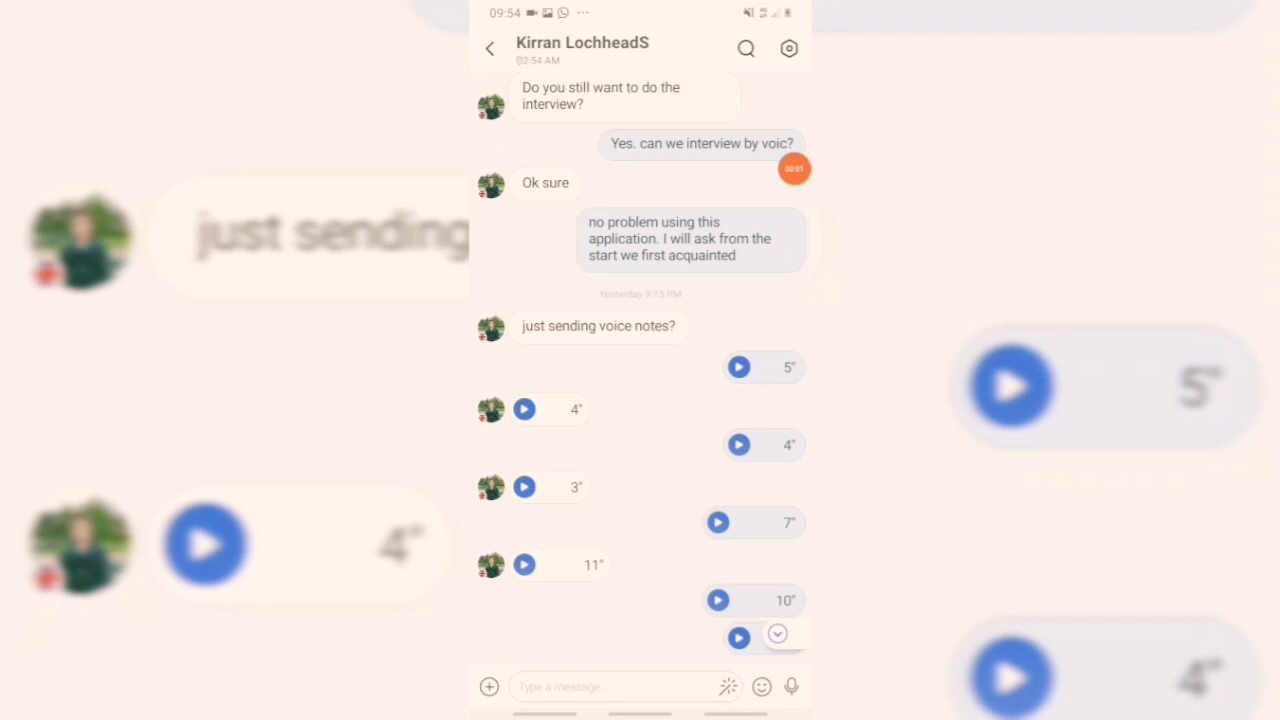 09:54
Kirran LochheadS
2:54 AM
Do you still want to do the
interview?
Yes. can we interview by voic?
00:01
Ok sure
no problem using this
application. I will ask from the
start we first acquainted
Yesterday 9:15 PM
just sending voice notes?
5"
4"
4"
3"
7"
11"
10"
Type a message...
just sending
4"
5"
4"